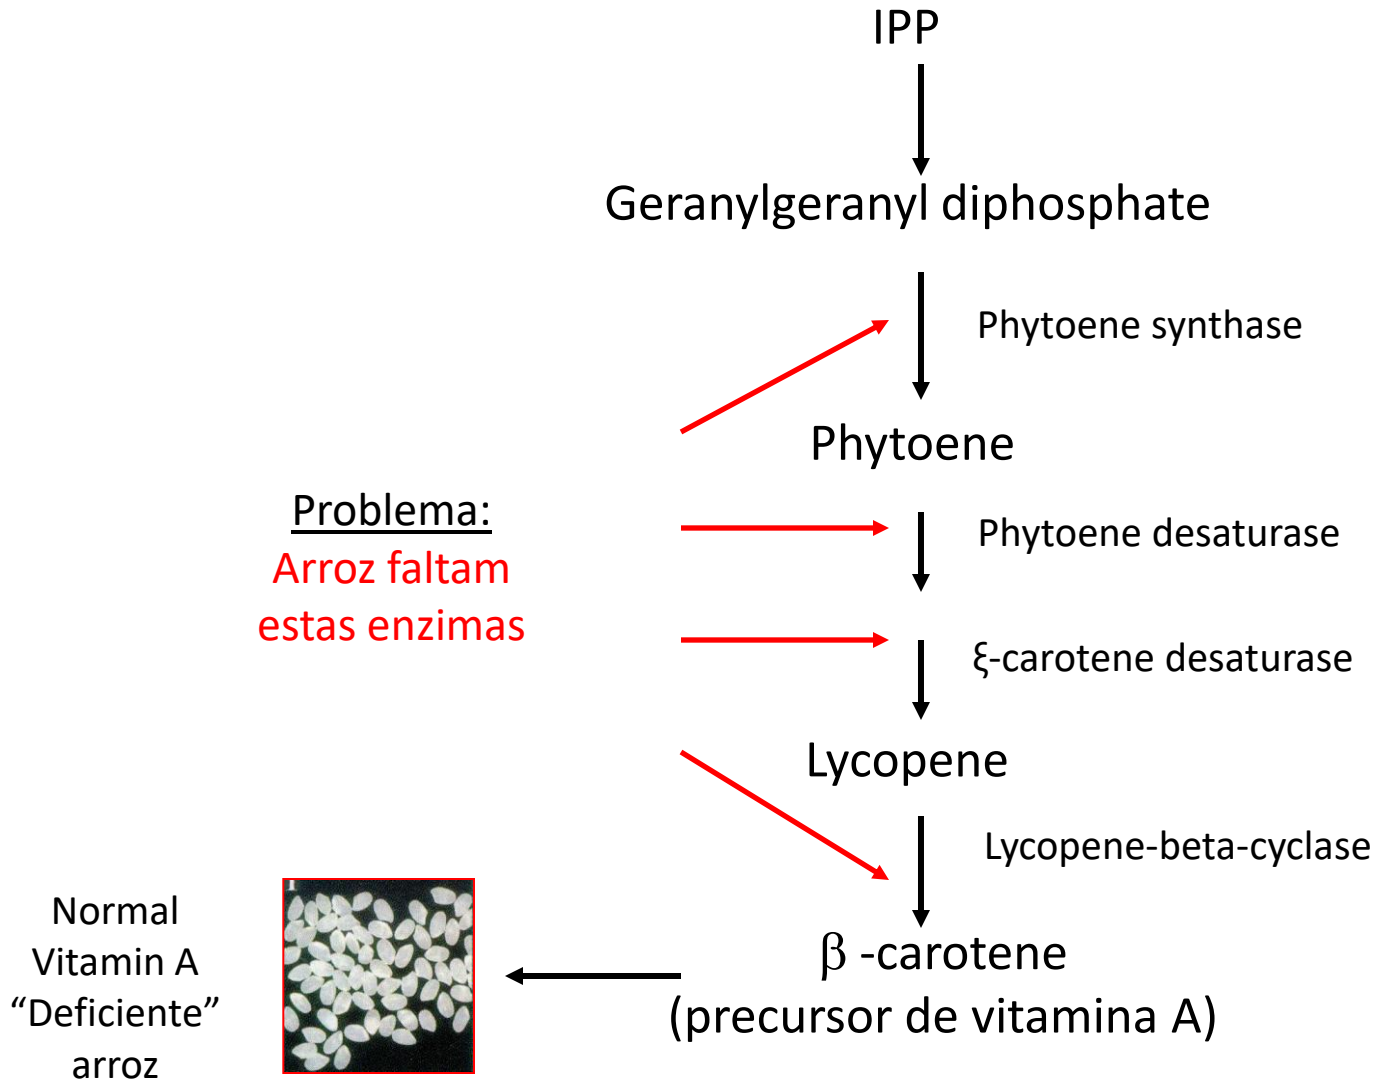 IPP
Geranylgeranyl diphosphate
Phytoene synthase
Phytoene
Problema:
Arroz faltam
estas enzimas
Phytoene desaturase
ξ-carotene desaturase
Lycopene
Lycopene-beta-cyclase
Normal
Vitamin A
“Deficiente”
arroz
1
β -carotene
(precursor de vitamina A)